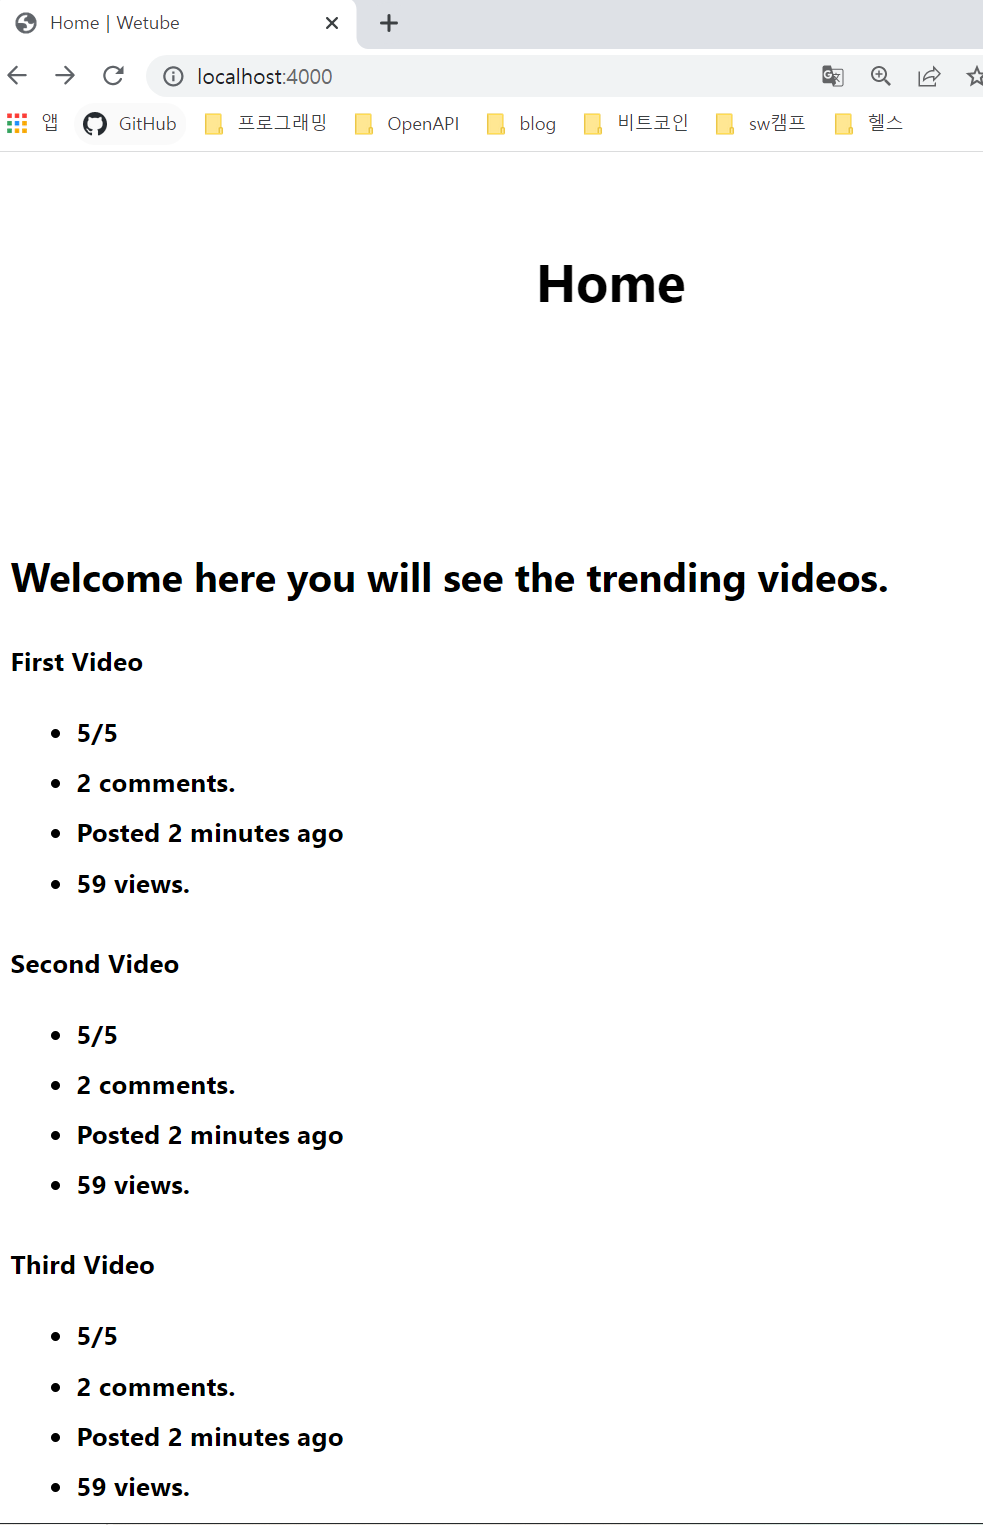 Home | Wetube
localhost:4000
앱 GitHub 프로그래밍 OpenAPI blog 비트코인 sw캠프 헬스
Home
Welcome here you will see the trending videos.
First Video
5/5
2 comments.
Posted 2 minutes ago
59 views.
Second Video
5/5
2 comments.
Posted 2 minutes ago
59 views.
Third Video
5/5
2 comments.
Posted 2 minutes ago
59 views.